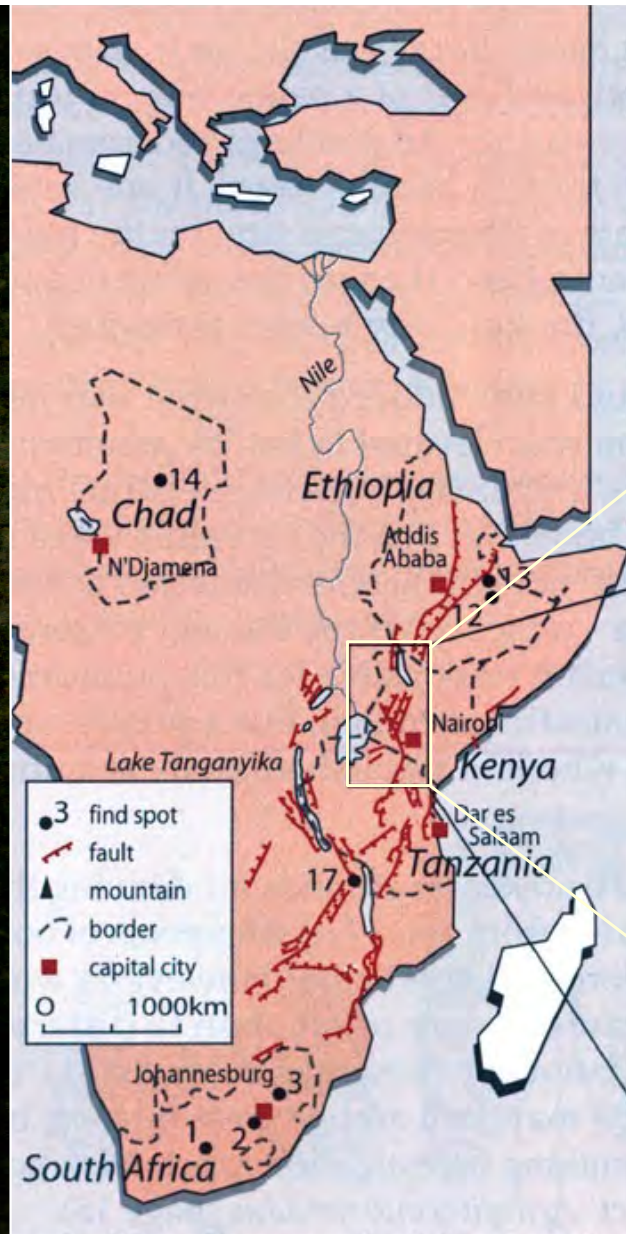 Nile
14
Chad
N'Djamena
Ethiopia
Addis
Ababa
13
12
Nairobi
Lake Tanganyika
Kenya
Dar es
Salaam
Tanzania
3 find spot
fault
mountain
border
capital city
0 1000km
17
Johannesburg
3
2
1
South Africa